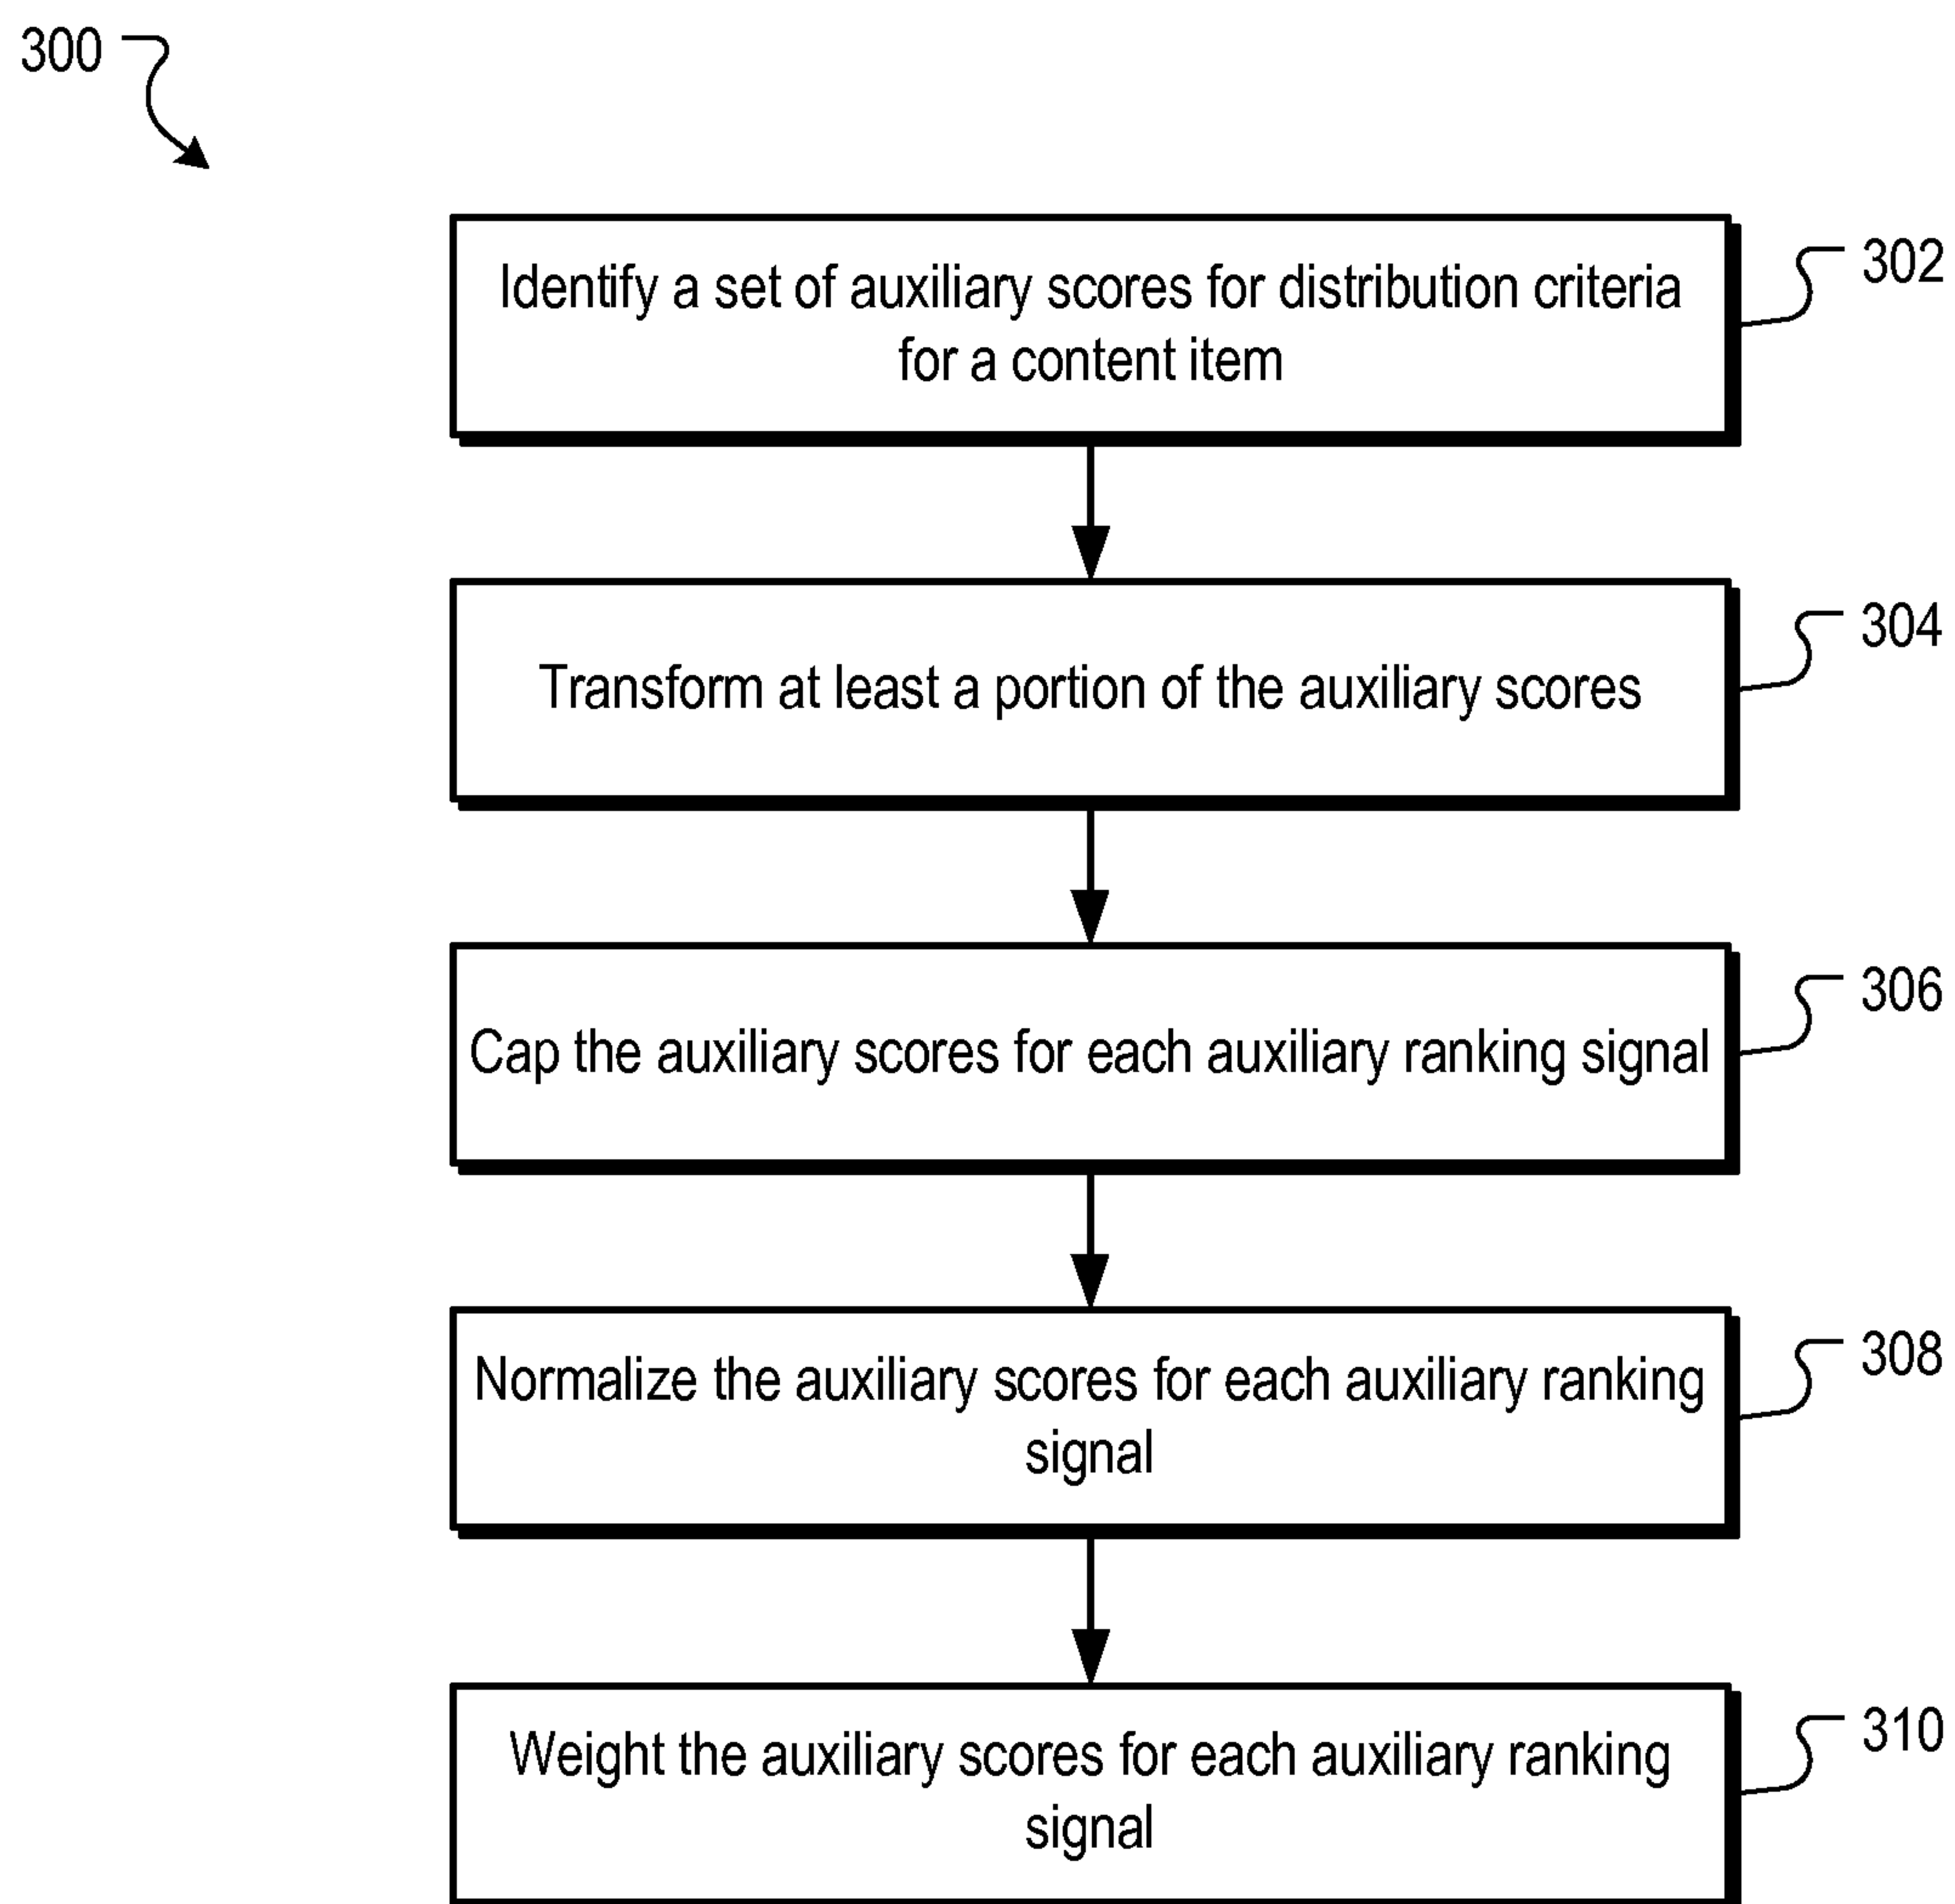 300
Identify a set of auxiliary scores for distribution criteria
for a content item
302
Transform at least a portion of the auxiliary scores
304
Cap the auxiliary scores for each auxiliary ranking signal
306
Normalize the auxiliary scores for each auxiliary ranking
signal
308
Weight the auxiliary scores for each auxiliary ranking
signal
310